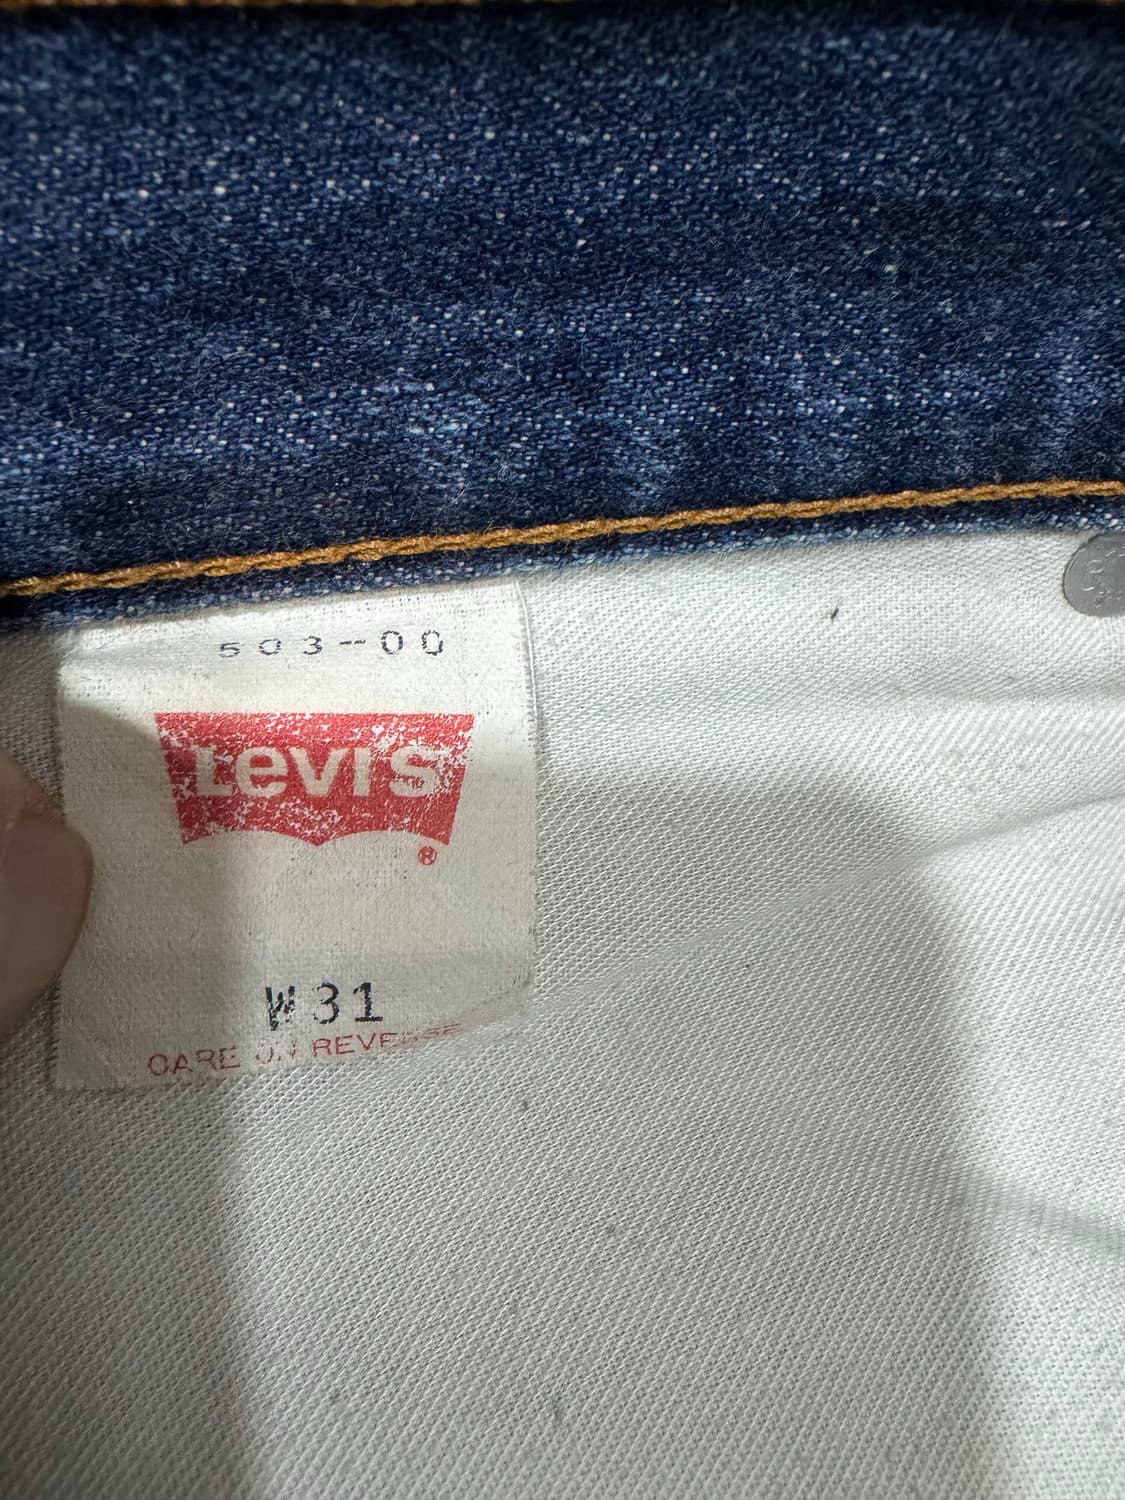 503-00
Levi's
®
W31
CARE ON REVERSE